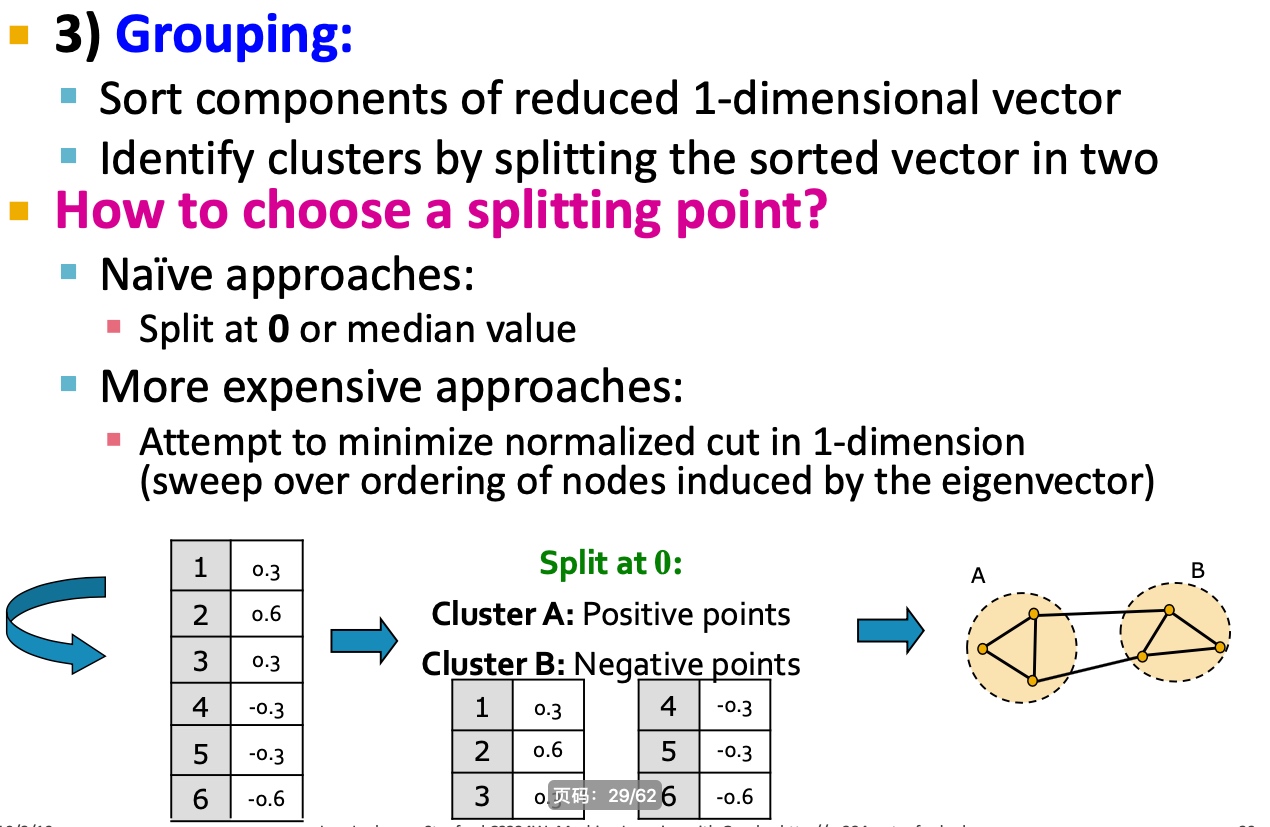 3) Grouping:
Sort components of reduced 1-dimensional vector
Identify clusters by splitting the sorted vector in two
How to choose a splitting point?
Naïve approaches:
Split at 0 or median value
More expensive approaches:
Attempt to minimize normalized cut in 1-dimension
(sweep over ordering of nodes induced by the eigenvector)
1 0.3
2 0.6
3 0.3
4 -0.3
5 -0.3
6 -0.6
Split at 0:
Cluster A: Positive points
Cluster B: Negative points
1 0.3
2 0.6
3
4 -0.3
5 -0.3
6 -0.6
页码：29/62
A
B